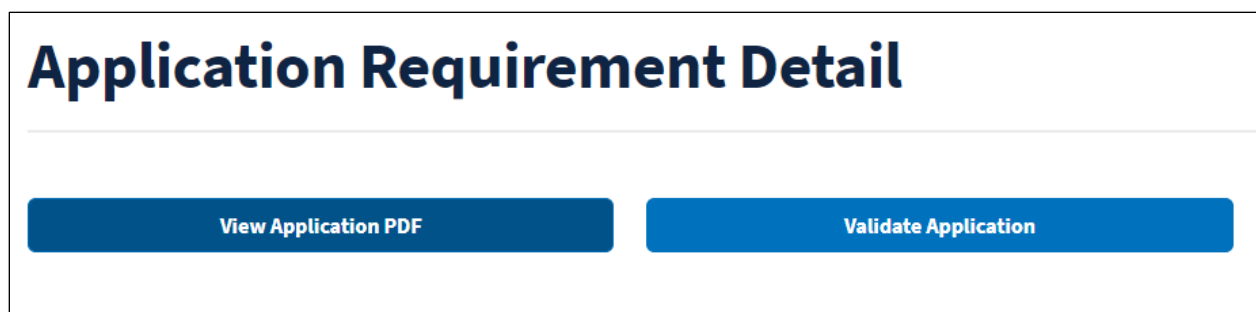 Application Requirement Detail
View Application PDF
Validate Application